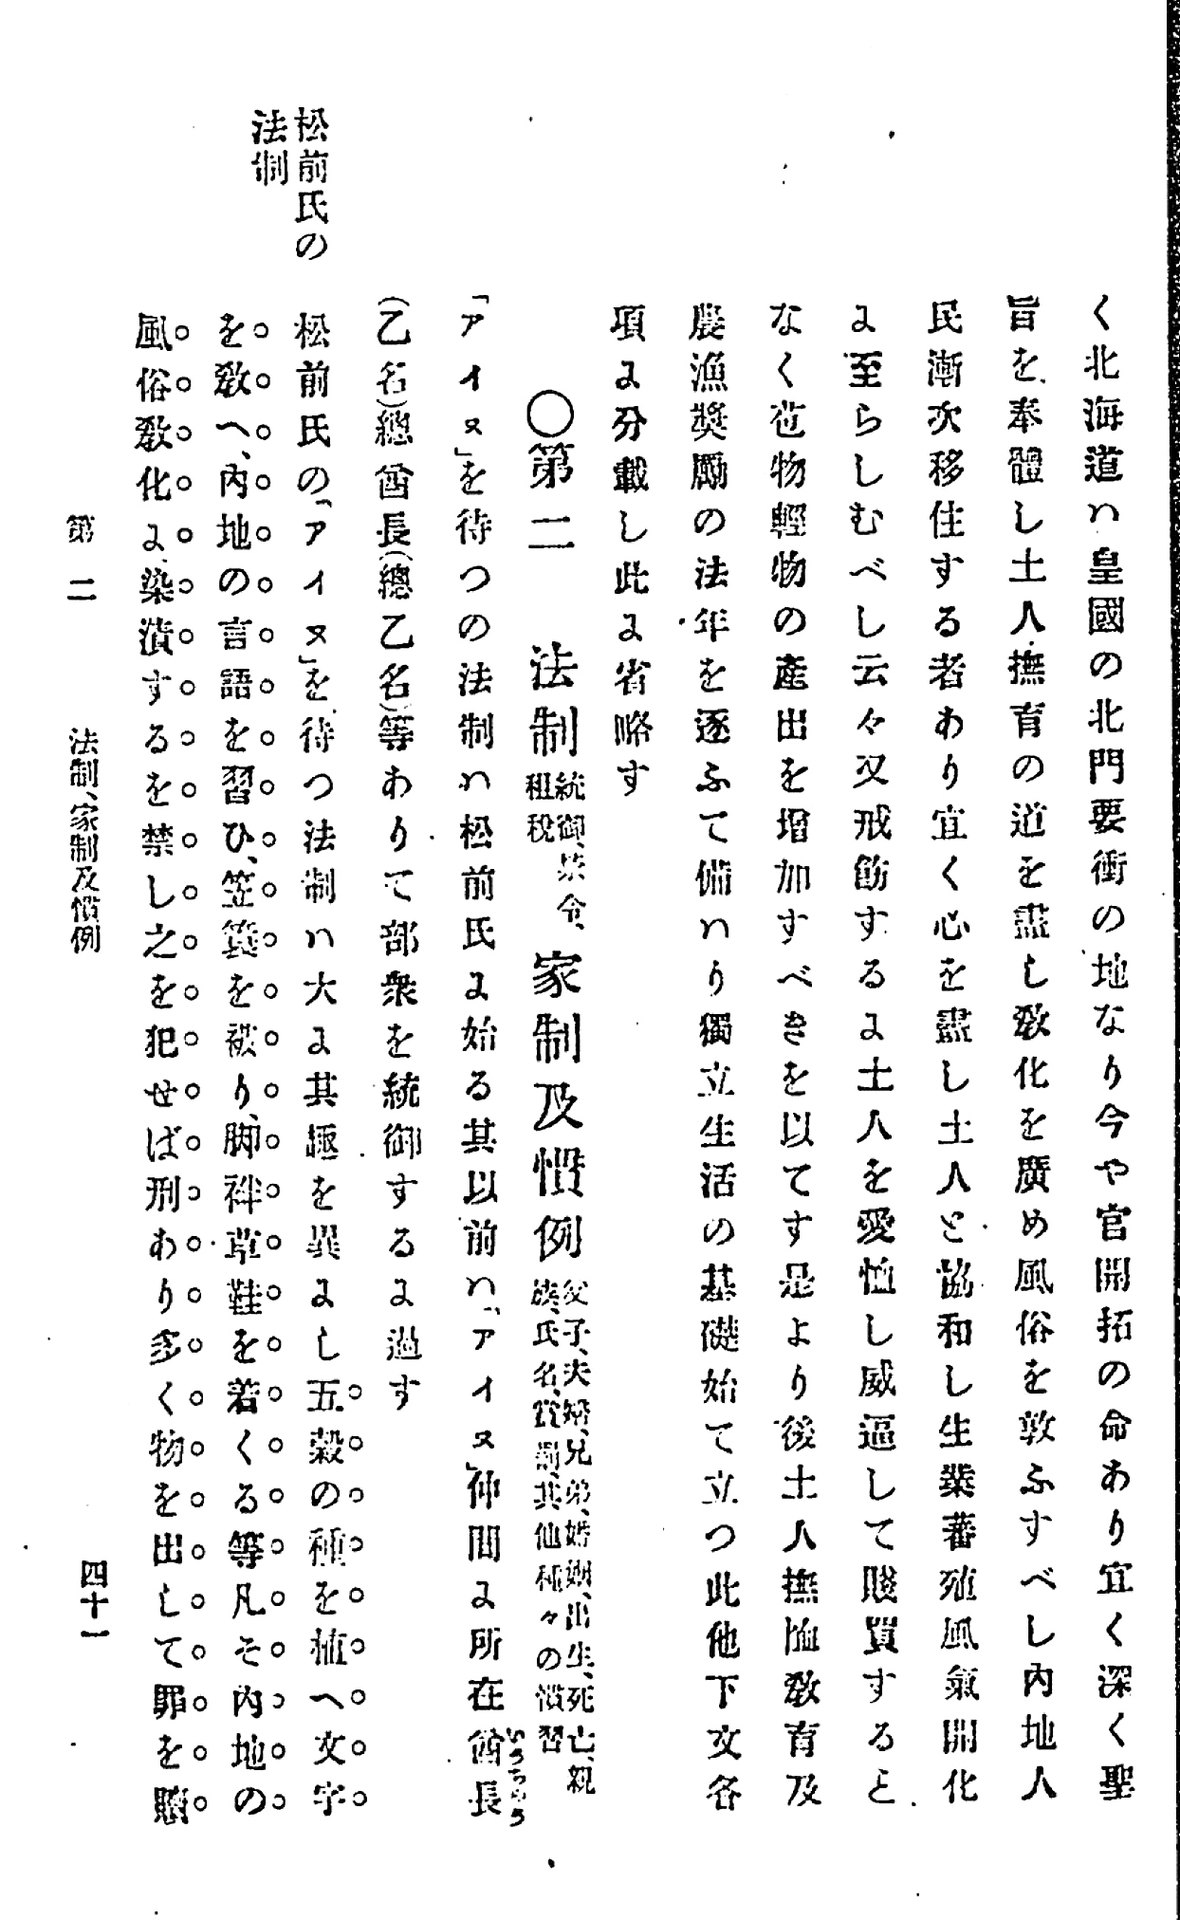 く北海道ハ皇國の北門要衝の地なり今や官開拓の命あり宜く深く聖
旨を奉體し土人撫育の道を盡し敎化を廣め風俗を敦ふすべし內地人
民漸次移住する者あり宜く心を盡し土人と協和し生業蕃殖風氣開化
に至らしむべし云々又戒飭するに土人を愛恤し威逼して賤買すると
なく荷物輕物の產出を增加すべきを以てす是より後土人撫恤敎育及
農漁奬勵の法年を逐ふて備ハり獨立生活の基礎始て立つ此他下文各
項に分載し此に省略す
〇第二 法制 統御、禁令、租稅 家制及慣例 父子、夫婦、兄弟、婚姻、出生、死亡、親族、氏名、賞罰、其他種々の慣習
「アイヌ」を待つの法制ハ松前氏に始る其以前ハ「アイヌ」仲間に所在酋長
(乙名)總酋長(總乙名)等ありて部衆を統御するに過す
松前氏の法制
松前氏の「アイヌ」を待つ法制ハ大に其趣を異にし五穀の種を植へ文字
を敎へ、內地の言語を習ひ、笠簑を被り、脚袢草鞋を着くる等凡そ內地の
風俗敎化に染漬するを禁し之を犯せば刑あり多く物を出して罪を贖
第二 法制、家制及慣例 四十一